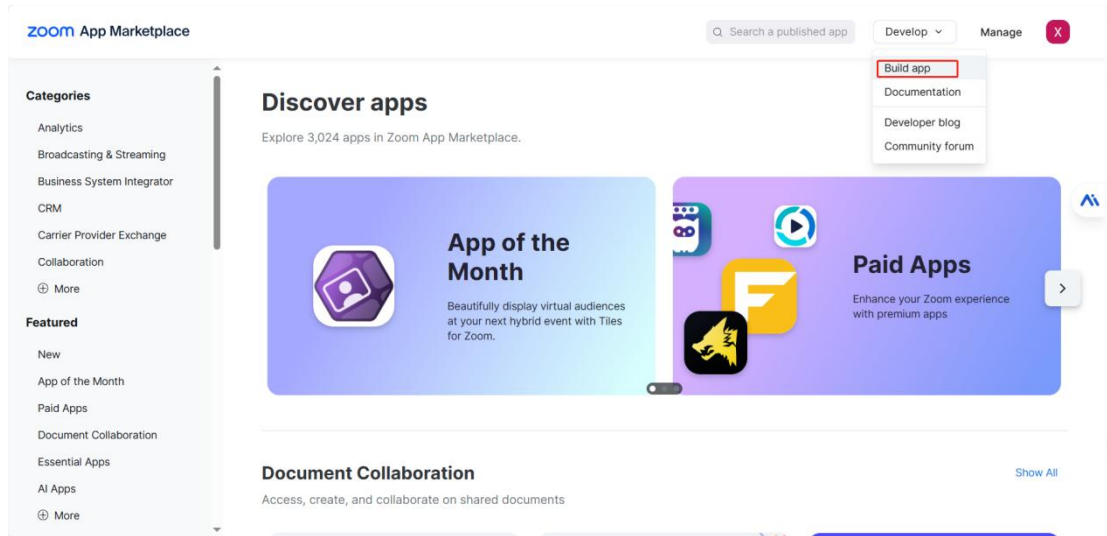 zoom App Marketplace
Search a published app
Develop
Manage
X
Build app
Documentation
Developer blog
Community forum
Categories
Analytics
Broadcasting & Streaming
Business System Integrator
CRM
Carrier Provider Exchange
Collaboration
More
Featured
New
App of the Month
Paid Apps
Document Collaboration
Essential Apps
AI Apps
More
Discover apps
Explore 3,024 apps in Zoom App Marketplace.
App of the
Month
Beautifully display virtual audiences
at your next hybrid event with Tiles
for Zoom.
Paid Apps
Enhance your Zoom experience
with premium apps
Document Collaboration
Show All
Access, create, and collaborate on shared documents